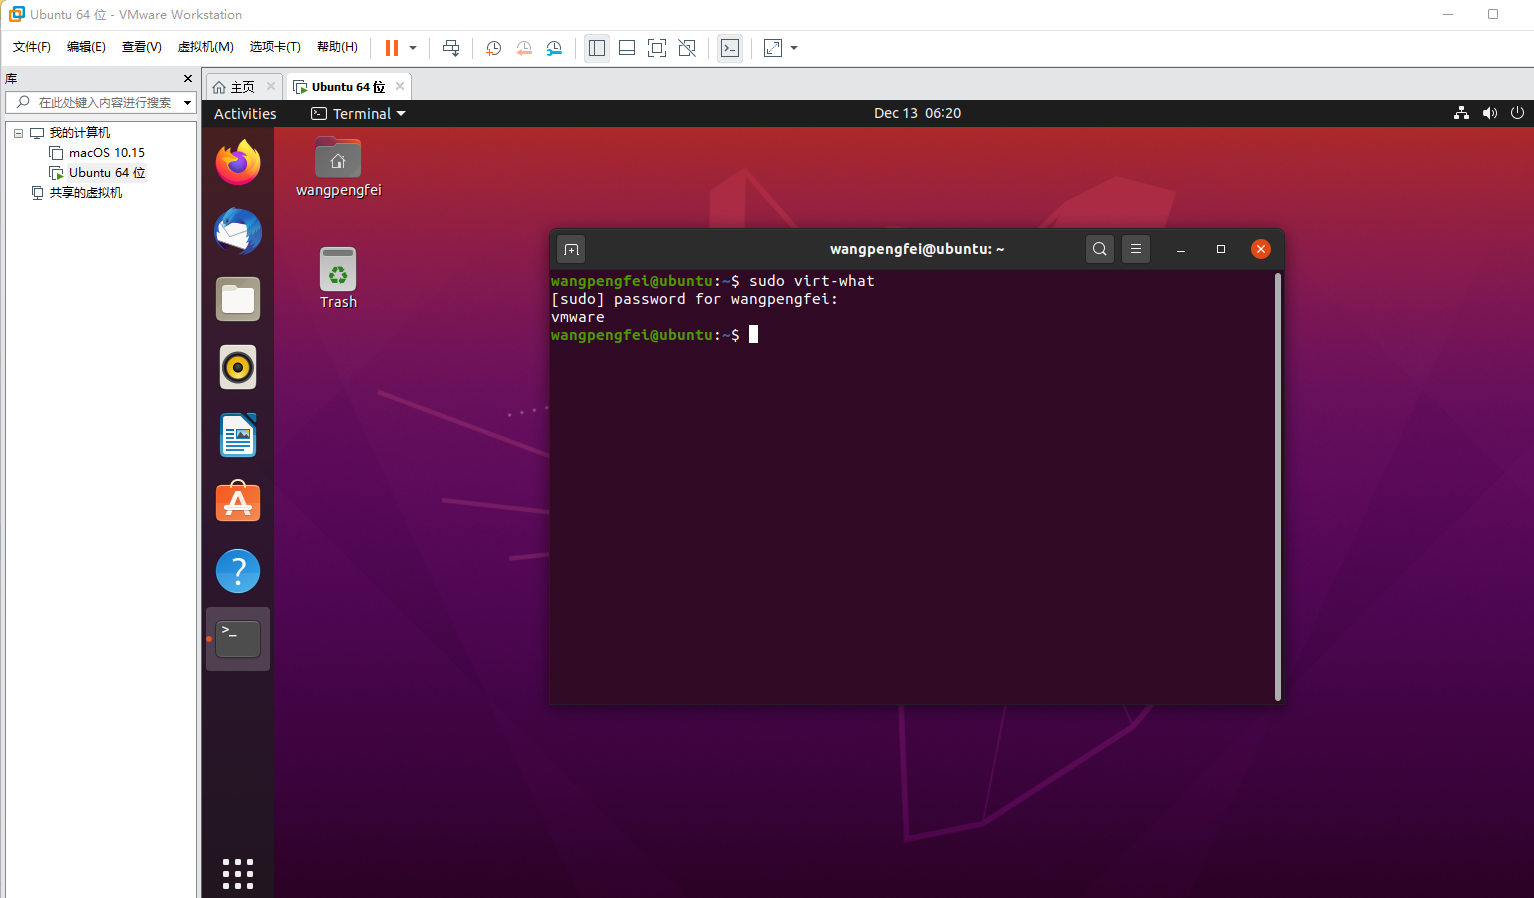 Ubuntu 64 位 - VMware Workstation
文件(F) 编辑(E) 查看(V) 虚拟机(M) 选项卡(T) 帮助(H)
库
在此处键入内容进行搜索
我的计算机
macOS 10.15
Ubuntu 64 位
共享的虚拟机
主页 Ubuntu 64 位
Activities Terminal Dec 13 06:20
wangpengfei
Trash
wangpengfei@ubuntu: ~
wangpengfei@ubuntu:~$ sudo virt-what
[sudo] password for wangpengfei:
vmware
wangpengfei@ubuntu:~$